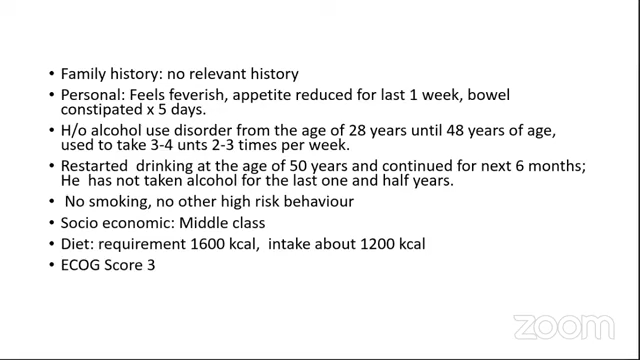 • Family history: no relevant history
• Personal: Feels feverish, appetite reduced for last 1 week, bowel
constipated x 5 days.
• H/o alcohol use disorder from the age of 28 years until 48 years of age,
used to take 3-4 unts 2-3 times per week.
• Restarted drinking at the age of 50 years and continued for next 6 months;
He has not taken alcohol for the last one and half years.
• No smoking, no other high risk behaviour
• Socio economic: Middle class
• Diet: requirement 1600 kcal, intake about 1200 kcal
• ECOG Score 3
zoom